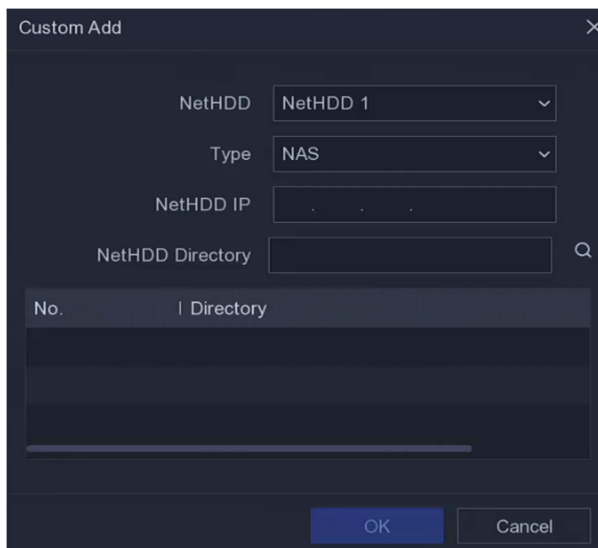 Custom Add
NetHDD NetHDD 1
Type NAS
NetHDD IP . . .
NetHDD Directory
No. Directory
OK Cancel